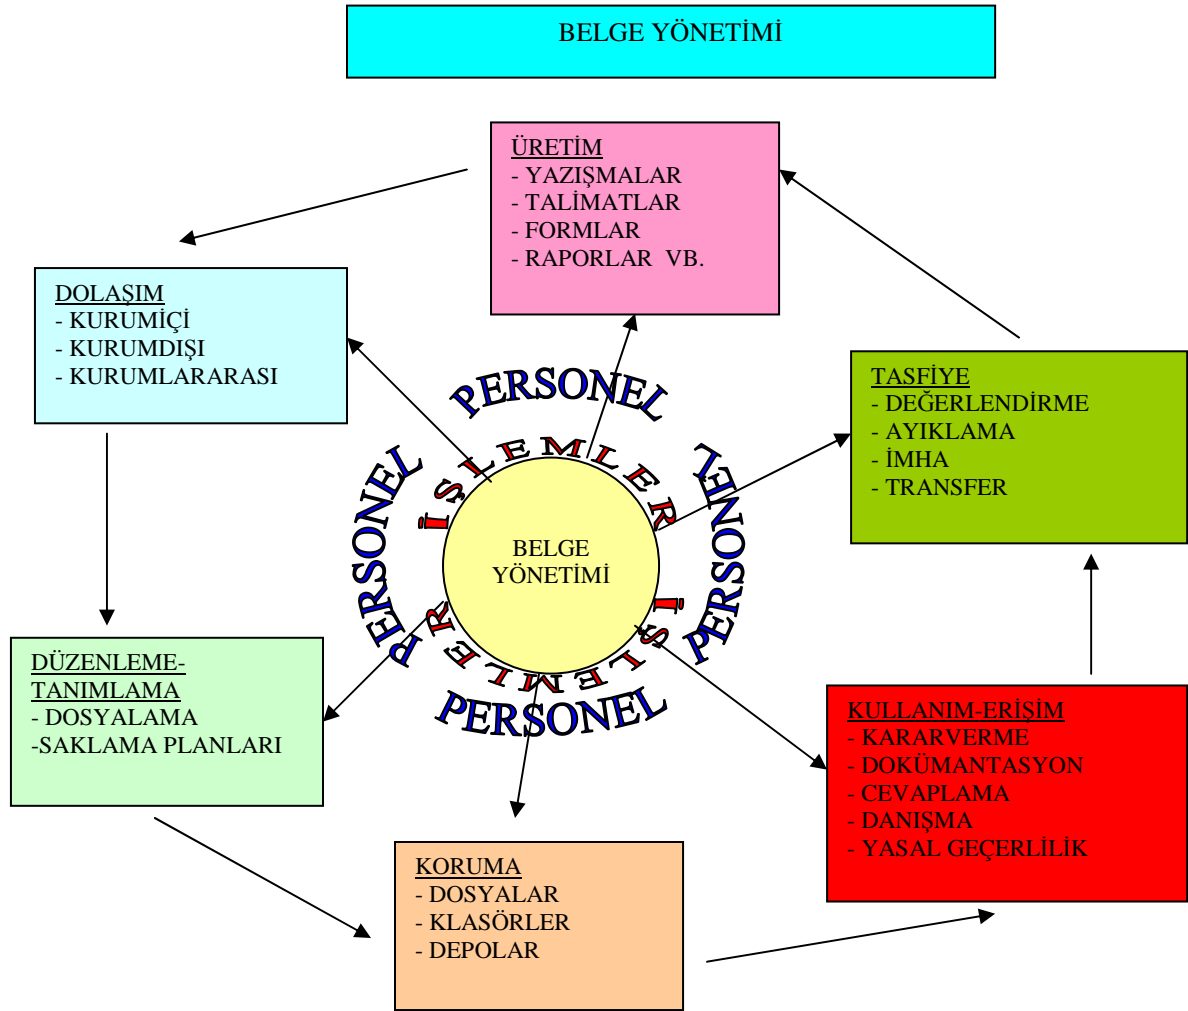 BELGE YÖNETİMİ
ÜRETİM
- YAZIŞMALAR
- TALİMATLAR
- FORMLAR
- RAPORLAR  VB.
DOLAŞIM
- KURUMİÇİ
- KURUMDIŞI
- KURUMLARARASI
TASFİYE
- DEĞERLENDİRME
- AYIKLAMA
- İMHA
- TRANSFER
PERSONEL
PERSONEL
PERSONEL
PERSONEL
İŞLEMLER
İŞLEMLER
BELGE
YÖNETİMİ
DÜZENLEME-
TANIMLAMA
- DOSYALAMA
-SAKLAMA PLANLARI
KULLANIM-ERİŞİM
- KARARVERME
- DOKÜMANTASYON
- CEVAPLAMA
- DANIŞMA
- YASAL GEÇERLİLİK
KORUMA
- DOSYALAR
- KLASÖRLER
- DEPOLAR